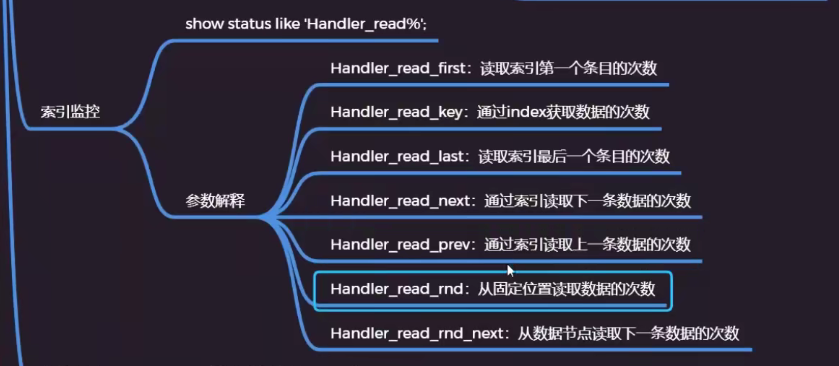 show status like 'Handler_read%';
Handler_read_first：读取索引第一个条目的次数
索引监控
Handler_read_key：通过index获取数据的次数
Handler_read_last：读取索引最后一个条目的次数
参数解释
Handler_read_next：通过索引读取下一条数据的次数
Handler_read_prev：通过索引读取上一条数据的次数
Handler_read_rnd：从固定位置读取数据的次数
Handler_read_rnd_next：从数据节点读取下一条数据的次数